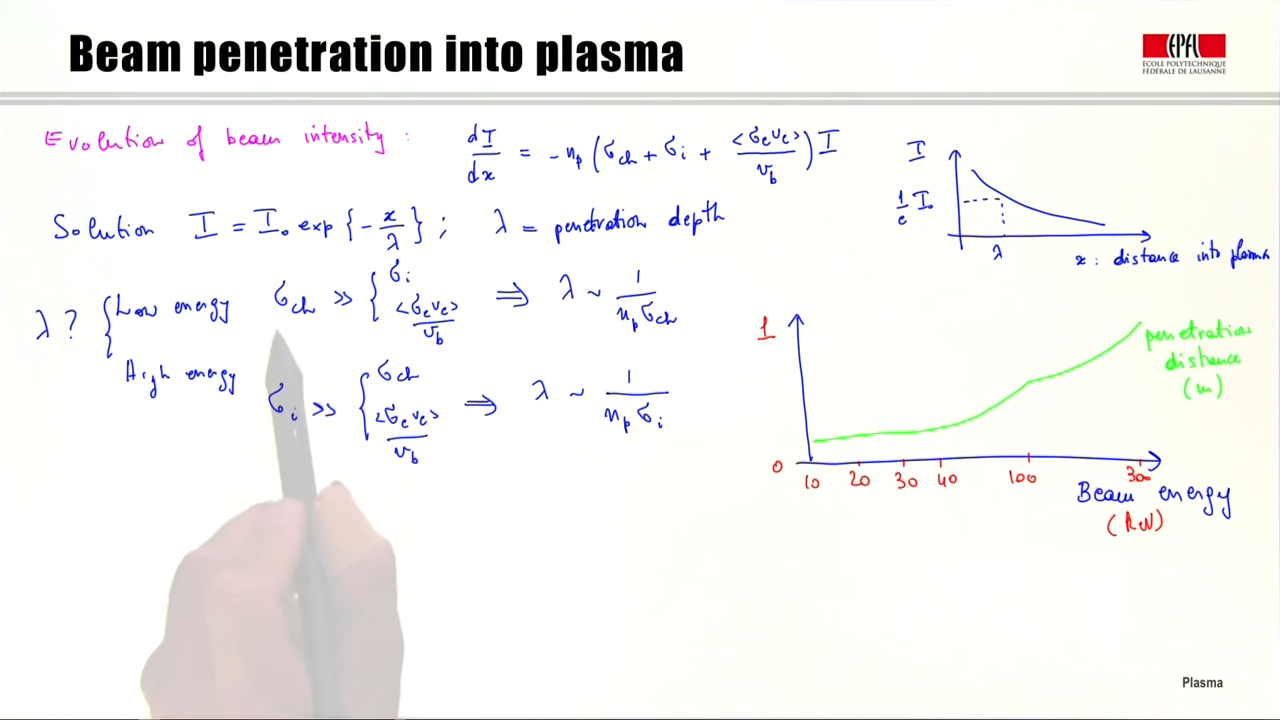 Beam penetration into plasma
EPFL
ÉCOLE POLYTECHNIQUE
FÉDÉRALE DE LAUSANNE
Evolution of beam intensity : dI/dx = - n_p (σ_ch + σ_i + <σ_e v_e>/v_b) I
Solution I = I_0 exp {- x/λ} ; λ = penetration depth
λ ? { Low energy σ_ch >> { σ_i <σ_e v_e>/v_b ⇒ λ ~ 1/(n_p σ_ch)
High energy σ_i >> { σ_ch <σ_e v_e>/v_b ⇒ λ ~ 1/(n_p σ_i)
I
1/e I_0
λ
x : distance into plasma
1
penetration
distance
(m)
0
10 20 30 40 100 300
Beam energy
(keV)
Plasma